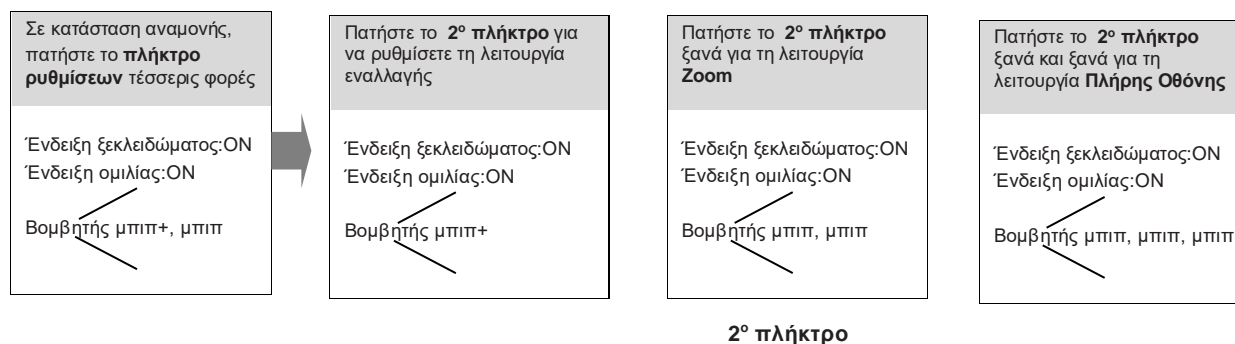 Σε κατάσταση αναμονής,
πατήστε το πλήκτρο
ρυθμίσεων τέσσερις φορές
Ένδειξη ξεκλειδώματος:ON
Ένδειξη ομιλίας:ON
Βομβητής μπιπ+, μπιπ
Πατήστε το 2ο πλήκτρο για
να ρυθμίσετε τη λειτουργία
εναλλαγής
Ένδειξη ξεκλειδώματος:ON
Ένδειξη ομιλίας:ON
Βομβητής μπιπ+
Πατήστε το 2ο πλήκτρο
ξανά για τη λειτουργία
Zoom
Ένδειξη ξεκλειδώματος:ON
Ένδειξη ομιλίας:ON
Βομβητής μπιπ, μπιπ
Πατήστε το 2ο πλήκτρο
ξανά και ξανά για τη
λειτουργία Πλήρης Οθόνης
Ένδειξη ξεκλειδώματος:ON
Ένδειξη ομιλίας:ON
Βομβητής μπιπ, μπιπ, μπιπ
2ο πλήκτρο